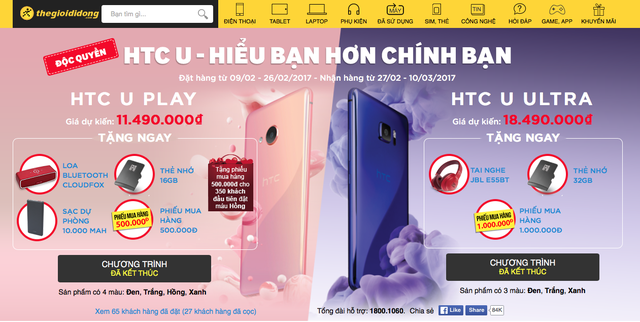 thegioididong
Bạn tìm gì...
ĐIỆN THOẠI
TABLET
LAPTOP
PHỤ KIỆN
MÁY
ĐÃ SỬ DỤNG
SIM, THẺ
TIN
CÔNG NGHỆ
HỎI ĐÁP
GAME, APP
KHUYẾN MÃI
ĐỘC QUYỀN
HTC U - HIỂU BẠN HƠN CHÍNH BẠN
Đặt hàng từ 09/02 - 26/02/2017 - Nhận hàng từ 27/02 - 10/03/2017
HTC U PLAY
Giá dự kiến: 11.490.000₫
TẶNG NGAY
LOA
BLUETOOTH
CLOUDFOX
THẺ NHỚ
16GB
SẠC DỰ
PHÒNG
10.000 MAH
PHIẾU MUA HÀNG
500.000₫
PHIẾU MUA
HÀNG
500.000Đ
Tặng phiếu
mua hàng
500.000đ cho
350 khách
đầu tiên đặt
màu Hồng
CHƯƠNG TRÌNH
ĐÃ KẾT THÚC
Sản phẩm có 4 màu: Đen, Trắng, Hồng, Xanh
Xem 65 khách hàng đã đặt (27 khách hàng đã cọc)
hTC
HTC U ULTRA
Giá dự kiến: 18.490.000₫
TẶNG NGAY
TAI NGHE
JBL E55BT
THẺ NHỚ
32GB
PHIẾU MUA HÀNG
1.000.000₫
PHIẾU MUA
HÀNG
1.000.000Đ
CHƯƠNG TRÌNH
ĐÃ KẾT THÚC
Sản phẩm có 3 màu: Đen, Trắng, Xanh
hTC
Tổng đài hỗ trợ: 1800.1060. Chia sẻ
Like
Share
84K